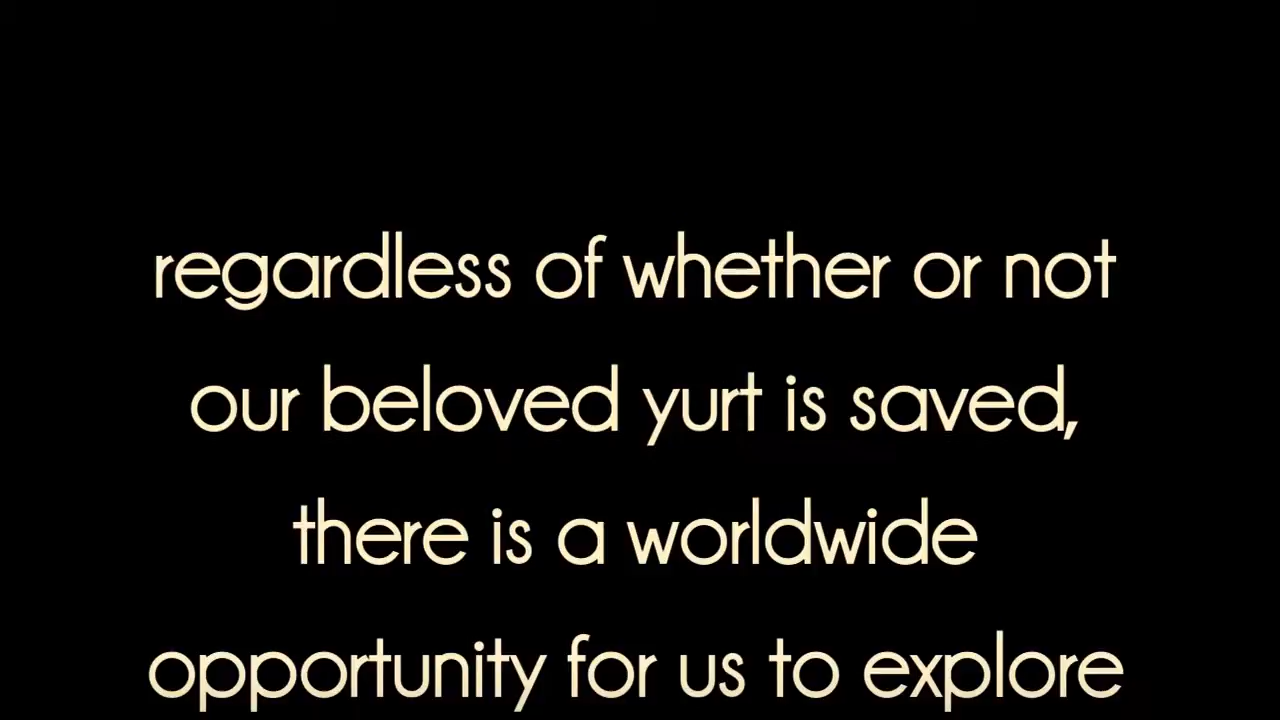 regardless of whether or not
our beloved yurt is saved,
there is a worldwide
opportunity for us to explore